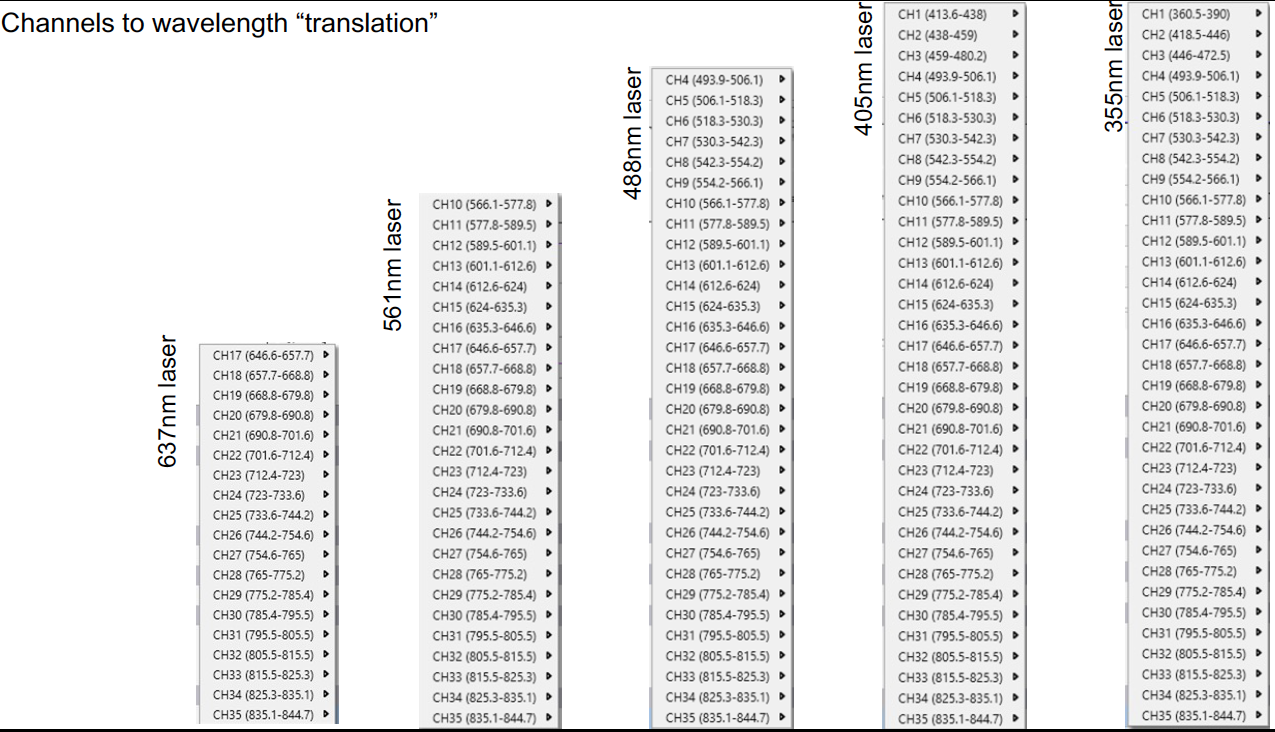 Channels to wavelength “translation”
637nm laser
CH17 (646.6-657.7)
CH18 (657.7-668.8)
CH19 (668.8-679.8)
CH20 (679.8-690.8)
CH21 (690.8-701.6)
CH22 (701.6-712.4)
CH23 (712.4-723)
CH24 (723-733.6)
CH25 (733.6-744.2)
CH26 (744.2-754.6)
CH27 (754.6-765)
CH28 (765-775.2)
CH29 (775.2-785.4)
CH30 (785.4-795.5)
CH31 (795.5-805.5)
CH32 (805.5-815.5)
CH33 (815.5-825.3)
CH34 (825.3-835.1)
CH35 (835.1-844.7)
561nm laser
CH10 (566.1-577.8)
CH11 (577.8-589.5)
CH12 (589.5-601.1)
CH13 (601.1-612.6)
CH14 (612.6-624)
CH15 (624-635.3)
CH16 (635.3-646.6)
CH17 (646.6-657.7)
CH18 (657.7-668.8)
CH19 (668.8-679.8)
CH20 (679.8-690.8)
CH21 (690.8-701.6)
CH22 (701.6-712.4)
CH23 (712.4-723)
CH24 (723-733.6)
CH25 (733.6-744.2)
CH26 (744.2-754.6)
CH27 (754.6-765)
CH28 (765-775.2)
CH29 (775.2-785.4)
CH30 (785.4-795.5)
CH31 (795.5-805.5)
CH32 (805.5-815.5)
CH33 (815.5-825.3)
CH34 (825.3-835.1)
CH35 (835.1-844.7)
488nm laser
CH4 (493.9-506.1)
CH5 (506.1-518.3)
CH6 (518.3-530.3)
CH7 (530.3-542.3)
CH8 (542.3-554.2)
CH9 (554.2-566.1)
CH10 (566.1-577.8)
CH11 (577.8-589.5)
CH12 (589.5-601.1)
CH13 (601.1-612.6)
CH14 (612.6-624)
CH15 (624-635.3)
CH16 (635.3-646.6)
CH17 (646.6-657.7)
CH18 (657.7-668.8)
CH19 (668.8-679.8)
CH20 (679.8-690.8)
CH21 (690.8-701.6)
CH22 (701.6-712.4)
CH23 (712.4-723)
CH24 (723-733.6)
CH25 (733.6-744.2)
CH26 (744.2-754.6)
CH27 (754.6-765)
CH28 (765-775.2)
CH29 (775.2-785.4)
CH30 (785.4-795.5)
CH31 (795.5-805.5)
CH32 (805.5-815.5)
CH33 (815.5-825.3)
CH34 (825.3-835.1)
CH35 (835.1-844.7)
405nm laser
CH1 (413.6-438)
CH2 (438-459)
CH3 (459-480.2)
CH4 (493.9-506.1)
CH5 (506.1-518.3)
CH6 (518.3-530.3)
CH7 (530.3-542.3)
CH8 (542.3-554.2)
CH9 (554.2-566.1)
CH10 (566.1-577.8)
CH11 (577.8-589.5)
CH12 (589.5-601.1)
CH13 (601.1-612.6)
CH14 (612.6-624)
CH15 (624-635.3)
CH16 (635.3-646.6)
CH17 (646.6-657.7)
CH18 (657.7-668.8)
CH19 (668.8-679.8)
CH20 (679.8-690.8)
CH21 (690.8-701.6)
CH22 (701.6-712.4)
CH23 (712.4-723)
CH24 (723-733.6)
CH25 (733.6-744.2)
CH26 (744.2-754.6)
CH27 (754.6-765)
CH28 (765-775.2)
CH29 (775.2-785.4)
CH30 (785.4-795.5)
CH31 (795.5-805.5)
CH32 (805.5-815.5)
CH33 (815.5-825.3)
CH34 (825.3-835.1)
CH35 (835.1-844.7)
355nm laser
CH1 (360.5-390)
CH2 (418.5-446)
CH3 (446-472.5)
CH4 (493.9-506.1)
CH5 (506.1-518.3)
CH6 (518.3-530.3)
CH7 (530.3-542.3)
CH8 (542.3-554.2)
CH9 (554.2-566.1)
CH10 (566.1-577.8)
CH11 (577.8-589.5)
CH12 (589.5-601.1)
CH13 (601.1-612.6)
CH14 (612.6-624)
CH15 (624-635.3)
CH16 (635.3-646.6)
CH17 (646.6-657.7)
CH18 (657.7-668.8)
CH19 (668.8-679.8)
CH20 (679.8-690.8)
CH21 (690.8-701.6)
CH22 (701.6-712.4)
CH23 (712.4-723)
CH24 (723-733.6)
CH25 (733.6-744.2)
CH26 (744.2-754.6)
CH27 (754.6-765)
CH28 (765-775.2)
CH29 (775.2-785.4)
CH30 (785.4-795.5)
CH31 (795.5-805.5)
CH32 (805.5-815.5)
CH33 (815.5-825.3)
CH34 (825.3-835.1)
CH35 (835.1-844.7)